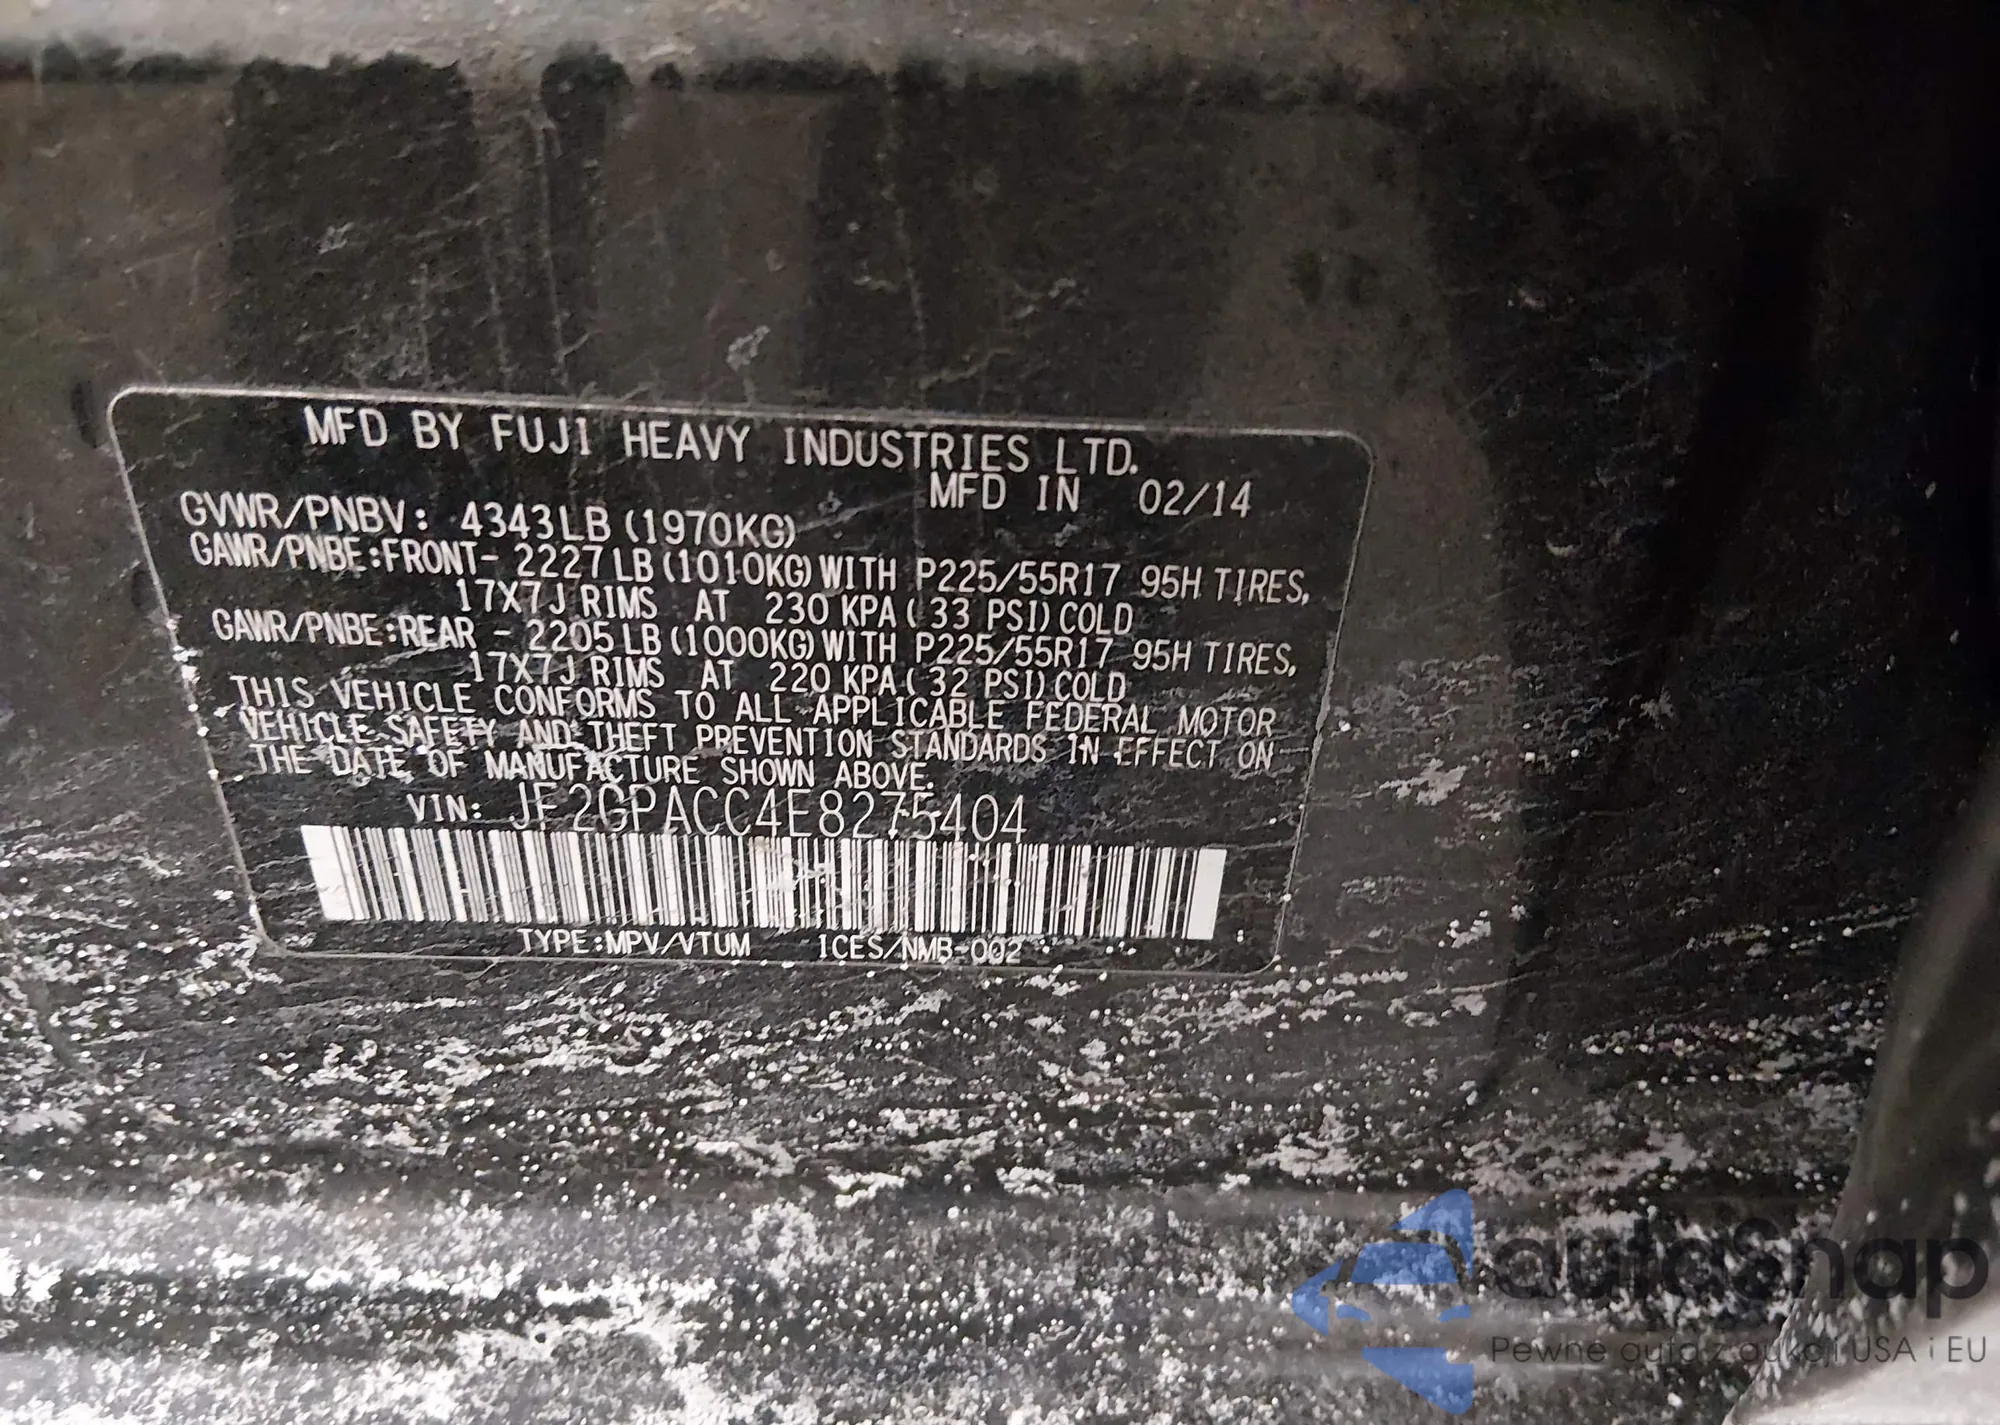 MFD BY FUJI HEAVY INDUSTRIES LTD.
MFD IN 02/14
GVWR/PNBV: 4343LB (1970KG)
GAWR/PNBE:FRONT- 2227LB (1010KG) WITH P225/55R17 95H TIRES,
17X7J RIMS AT 230 KPA ( 33 PSI) COLD
GAWR/PNBE:REAR - 2205LB (1000KG) WITH P225/55R17 95H TIRES,
17X7J RIMS AT 220 KPA ( 32 PSI) COLD
THIS VEHICLE CONFORMS TO ALL APPLICABLE FEDERAL MOTOR
VEHICLE SAFETY AND THEFT PREVENTION STANDARDS IN EFFECT ON
THE DATE OF MANUFACTURE SHOWN ABOVE.
VIN: JF2GPACC4E8275404
TYPE:MPV/VTUM ICES/NMB-002
autoSnap
Pewne auta z aukcji USA i EU